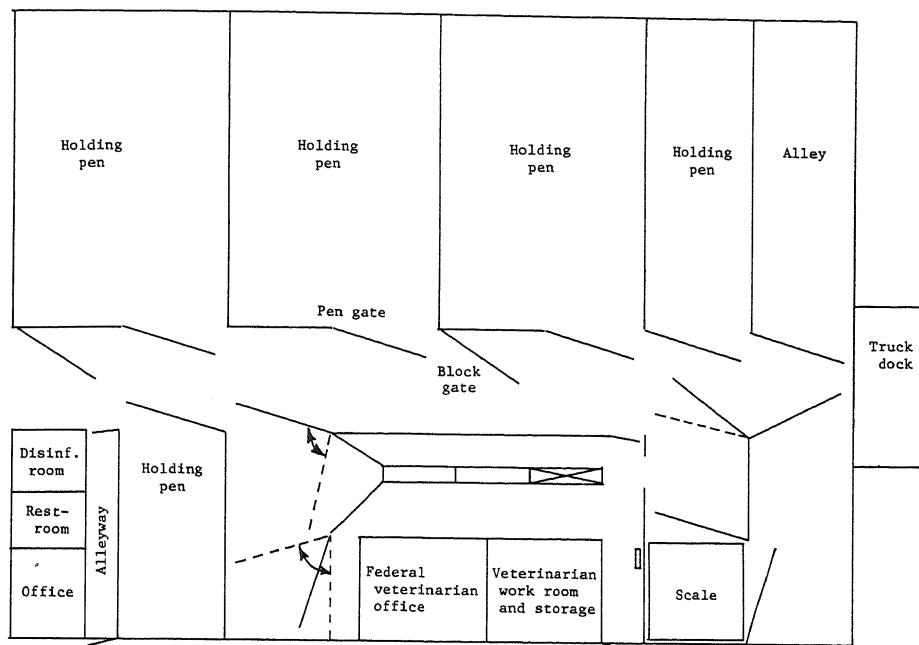 Holding
pen
Holding
pen
Holding
pen
Holding
pen
Alley
Pen gate
Block
gate
Truck
dock
Disinf.
room
Rest-
room
Office
Alleyway
Holding
pen
Federal
veterinarian
office
Veterinarian
work room
and storage
Scale